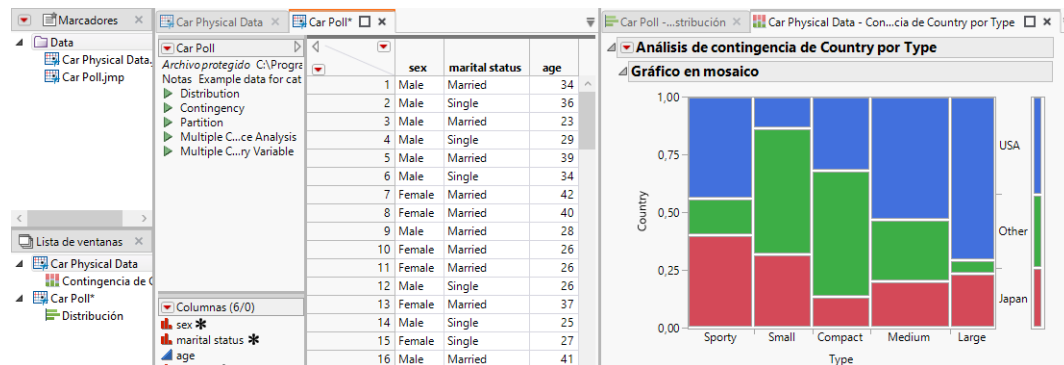 Marcadores
Data
Car Physical Data.
Car Poll.jmp
Lista de ventanas
Car Physical Data
Contingencia de C
Car Poll*
Distribución
Car Physical Data
Car Poll*
Car Poll
Archivo protegido C:\Progra
Notas Example data for cat
Distribution
Contingency
Partition
Multiple C...ce Analysis
Multiple C...ry Variable
Columnas (6/0)
sex
marital status
age
sex marital status age
1 Male Married 34
2 Male Single 36
3 Male Married 23
4 Male Single 29
5 Male Married 39
6 Male Single 34
7 Female Married 42
8 Female Married 40
9 Male Married 28
10 Female Married 26
11 Female Married 26
12 Male Single 26
13 Female Married 37
14 Male Single 25
15 Female Single 27
16 Male Married 41
Car Poll -...stribución
Car Physical Data - Con...cia de Country por Type
Análisis de contingencia de Country por Type
Gráfico en mosaico
1,00
0,75
0,50
0,25
0,00
Country
USA
Other
Japan
Sporty Small Compact Medium Large
Type